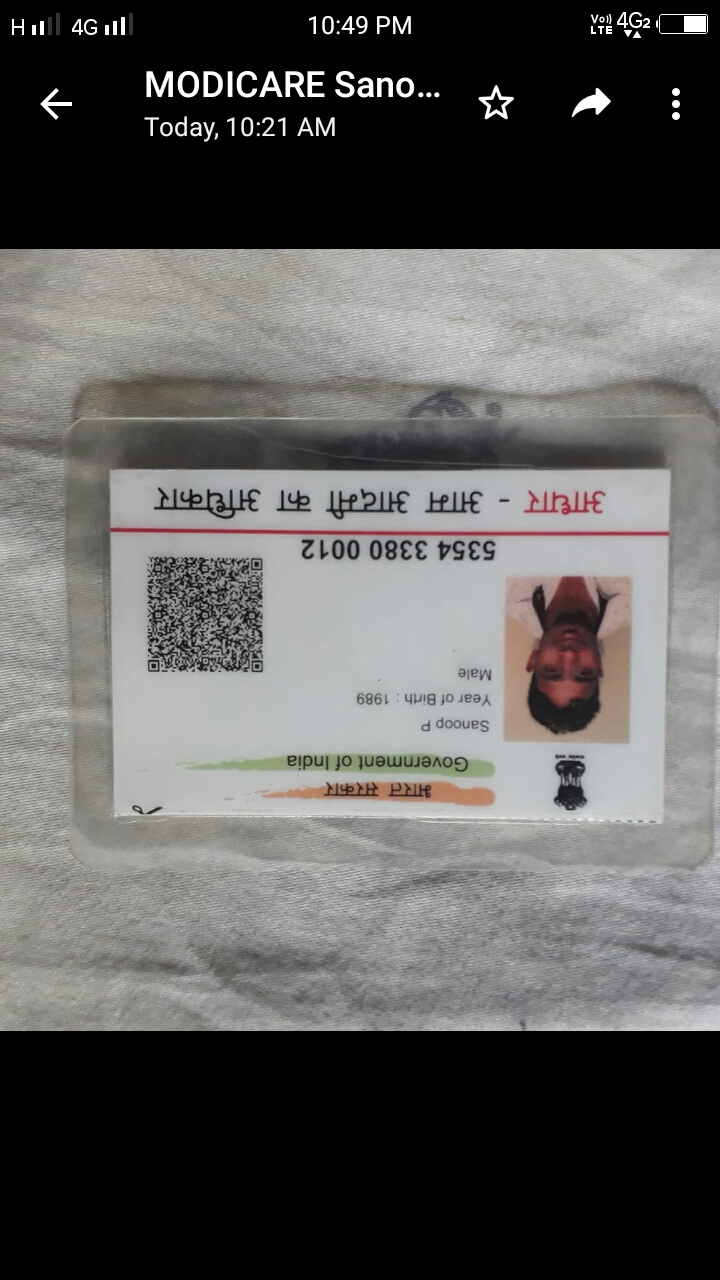 H 4G 10:49 PM Vo)) LTE 4G2
MODICARE Sano...
Today, 10:21 AM
भारत सरकार
Government of India
Sanoop P
Year of Birth : 1989
Male
5354 3380 0012
आधार - आम आदमी का अधिकार